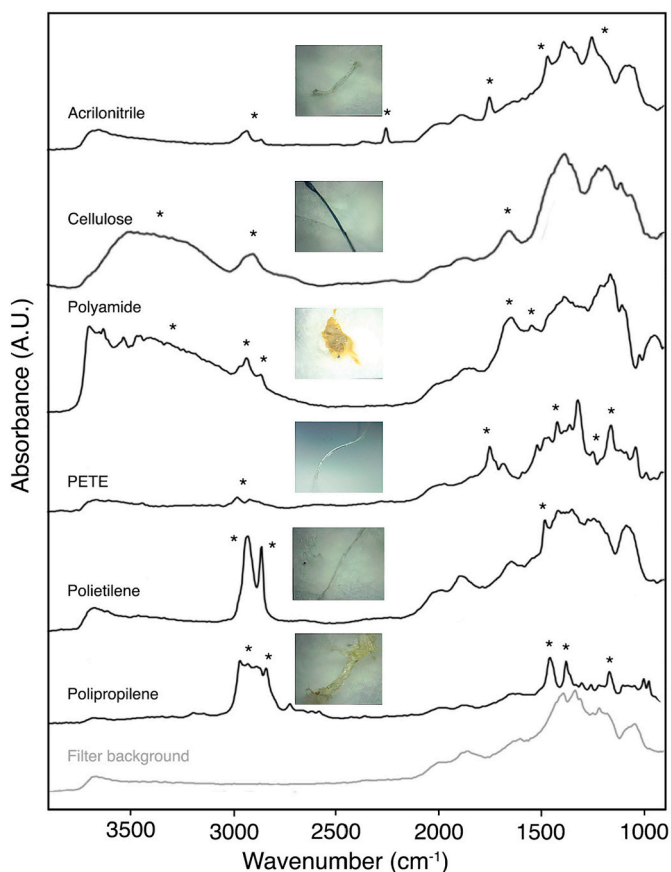 Acrilonitrile
Cellulose
Polyamide
PETE
Polietilene
Polipropilene
Filter background
Absorbance (A.U.)
3500 3000 2500 2000 1500 1000
Wavenumber (cm⁻¹)